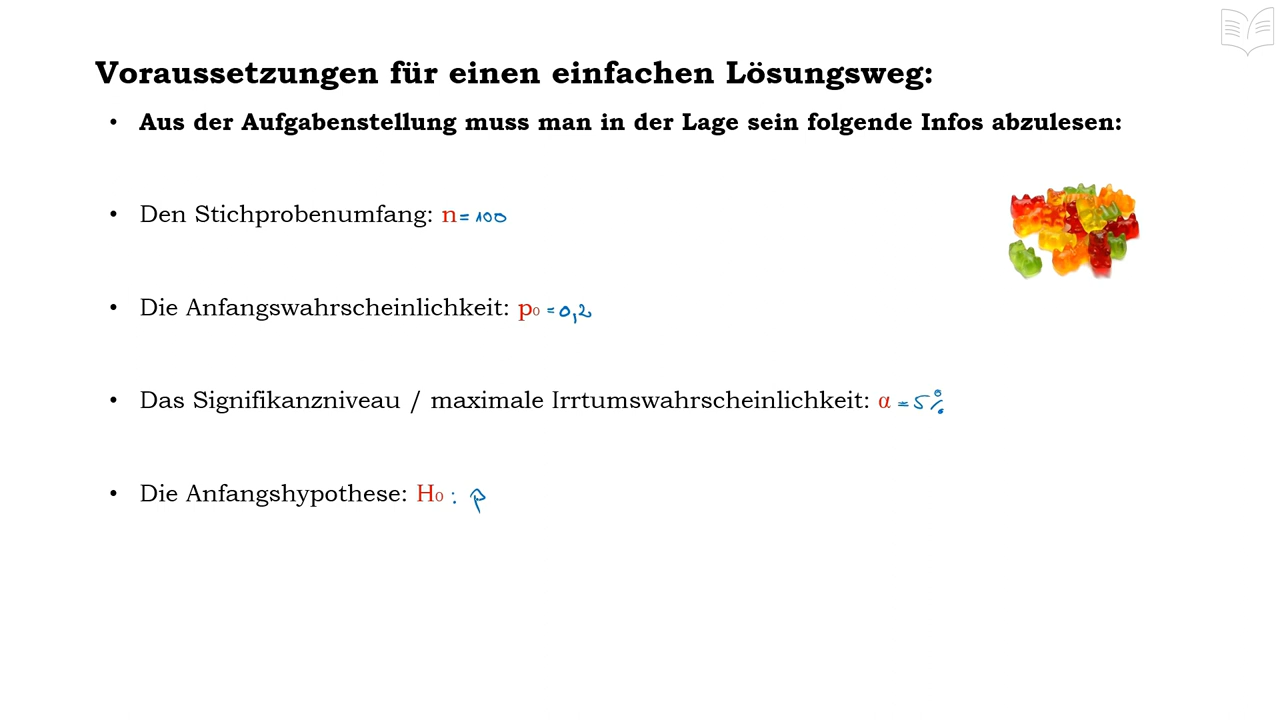 Voraussetzungen für einen einfachen Lösungsweg:
• Aus der Aufgabenstellung muss man in der Lage sein folgende Infos abzulesen:
• Den Stichprobenumfang: n = 100
• Die Anfangswahrscheinlichkeit: p₀ = 0,2
• Das Signifikanzniveau / maximale Irrtumswahrscheinlichkeit: α = 5%
• Die Anfangshypothese: H₀ : p